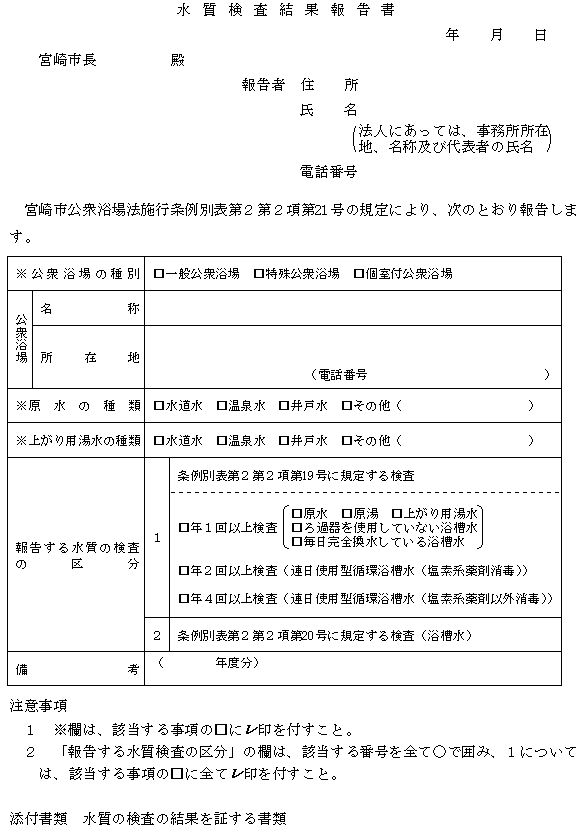 水質検査結果報告書
年　　月　　日
宮崎市長　　　　　殿
報告者　住　　所
氏　　名
(法人にあっては、事務所所在
地、名称及び代表者の氏名)
電話番号
宮崎市公衆浴場法施行条例別表第２第２項第21号の規定により、次のとおり報告しま
す。
※公衆浴場の種別　□一般公衆浴場　□特殊公衆浴場　□個室付公衆浴場
公衆浴場
名　　称
所　在　地
（電話番号　　　　　　　　　　　　　　）
※原水の種類　□水道水　□温泉水　□井戸水　□その他（　　　　　　　　　　）
※上がり用湯水の種類　□水道水　□温泉水　□井戸水　□その他（　　　　　　　　　　）
報告する水質の検査
の区分
1
条例別表第２第２項第19号に規定する検査
□年１回以上検査
□原水　□原湯　□上がり用湯水
□ろ過器を使用していない浴槽水
□毎日完全換水している浴槽水
□年２回以上検査（連日使用型循環浴槽水（塩素系薬剤消毒））
□年４回以上検査（連日使用型循環浴槽水（塩素系薬剤以外消毒））
2　条例別表第２第２項第20号に規定する検査（浴槽水）
備　　考　（　　　　年度分）
注意事項
１　※欄は、該当する事項の□にレ印を付すこと。
２　「報告する水質検査の区分」の欄は、該当する番号を全て○で囲み、１について
は、該当する事項の□に全てレ印を付すこと。
添付書類　水質の検査の結果を証する書類